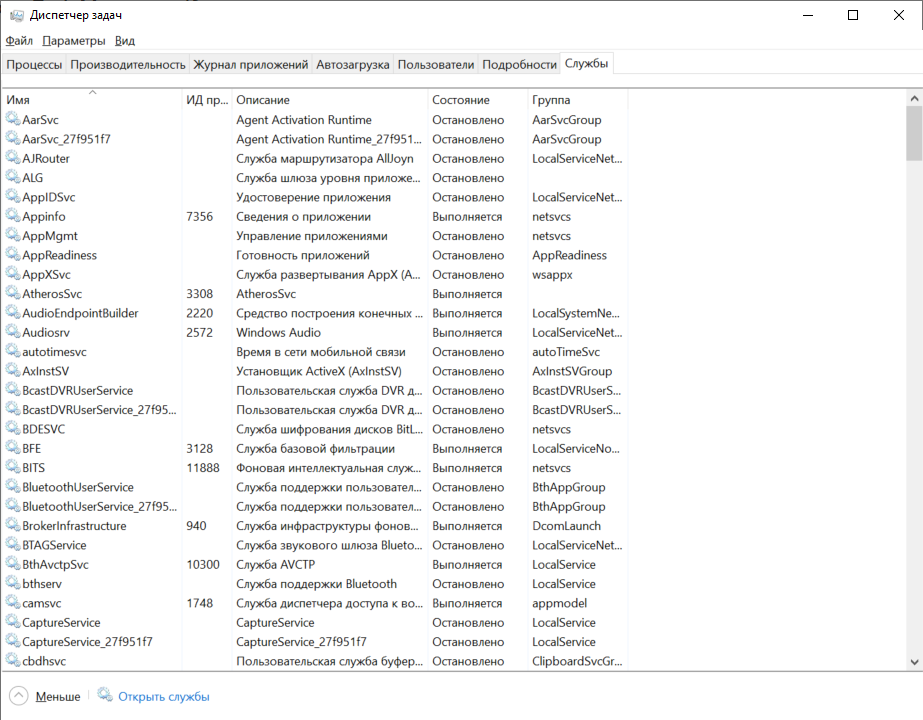 Диспетчер задач
Файл Параметры Вид
Процессы Производительность Журнал приложений Автозагрузка Пользователи Подробности Службы
Имя ИД пр... Описание Состояние Группа
AarSvc Agent Activation Runtime Остановлено AarSvcGroup
AarSvc_27f951f7 Agent Activation Runtime_27f951... Остановлено AarSvcGroup
AJRouter Служба маршрутизатора AllJoyn Остановлено LocalServiceNet...
ALG Служба шлюза уровня приложе... Остановлено
AppIDSvc Удостоверение приложения Остановлено LocalServiceNet...
Appinfo 7356 Сведения о приложении Выполняется netsvcs
AppMgmt Управление приложениями Остановлено netsvcs
AppReadiness Готовность приложений Остановлено AppReadiness
AppXSvc Служба развертывания AppX (A... Остановлено wsappx
AtherosSvc 3308 AtherosSvc Выполняется
AudioEndpointBuilder 2220 Средство построения конечных ... Выполняется LocalSystemNe...
Audiosrv 2572 Windows Audio Выполняется LocalServiceNet...
autotimesvc Время в сети мобильной связи Остановлено autoTimeSvc
AxInstSV Установщик ActiveX (AxInstSV) Остановлено AxInstSVGroup
BcastDVRUserService Пользовательская служба DVR д... Остановлено BcastDVRUserS...
BcastDVRUserService_27f95... Пользовательская служба DVR д... Остановлено BcastDVRUserS...
BDESVC Служба шифрования дисков BitL... Остановлено netsvcs
BFE 3128 Служба базовой фильтрации Выполняется LocalServiceNo...
BITS 11888 Фоновая интеллектуальная служ... Выполняется netsvcs
BluetoothUserService Служба поддержки пользовател... Остановлено BthAppGroup
BluetoothUserService_27f95... Служба поддержки пользовател... Остановлено BthAppGroup
BrokerInfrastructure 940 Служба инфраструктуры фонов... Выполняется DcomLaunch
BTAGService Служба звукового шлюза Blueto... Остановлено LocalServiceNet...
BthAvctpSvc 10300 Служба AVCTP Выполняется LocalService
bthserv Служба поддержки Bluetooth Остановлено LocalService
camsvc 1748 Служба диспетчера доступа к во... Выполняется appmodel
CaptureService CaptureService Остановлено LocalService
CaptureService_27f951f7 CaptureService_27f951f7 Остановлено LocalService
cbdhsvc Пользовательская служба буфер... Остановлено ClipboardSvcGr...
Меньше Открыть службы